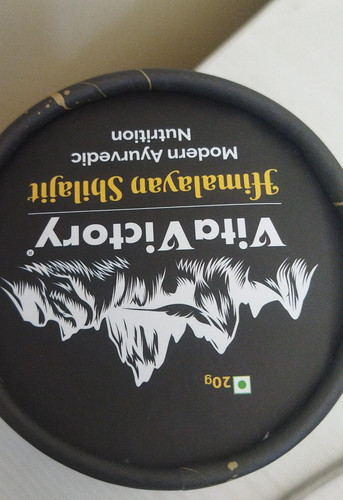 20g
VitaVictory®
Himalayan Shilajit
Modern Ayurvedic
Nutrition